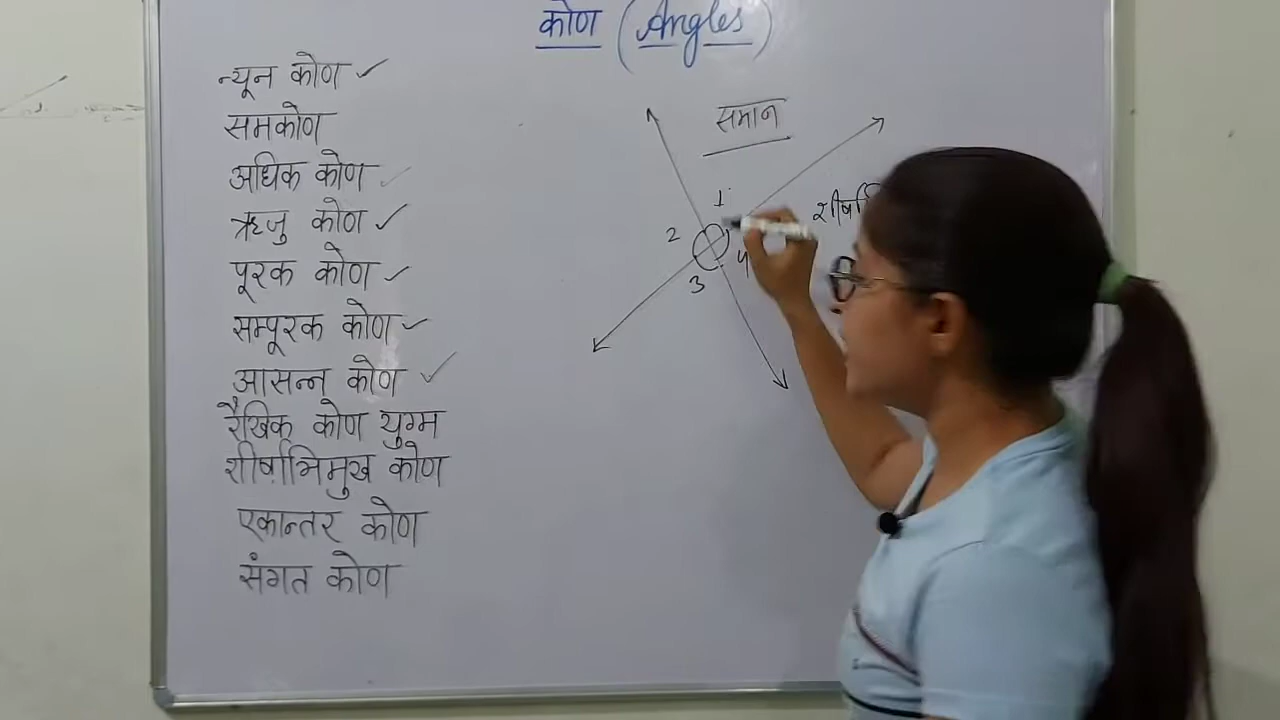 कोण (Angles)
न्यून कोण ✓
समकोण
अधिक कोण ✓
ऋजु कोण ✓
पूरक कोण ✓
सम्पूरक कोण ✓
आसन्न कोण ✓
रैखिक कोण युग्म
शीर्षाभिमुख कोण
एकान्तर कोण
संगत कोण
समान
1
2
3
4